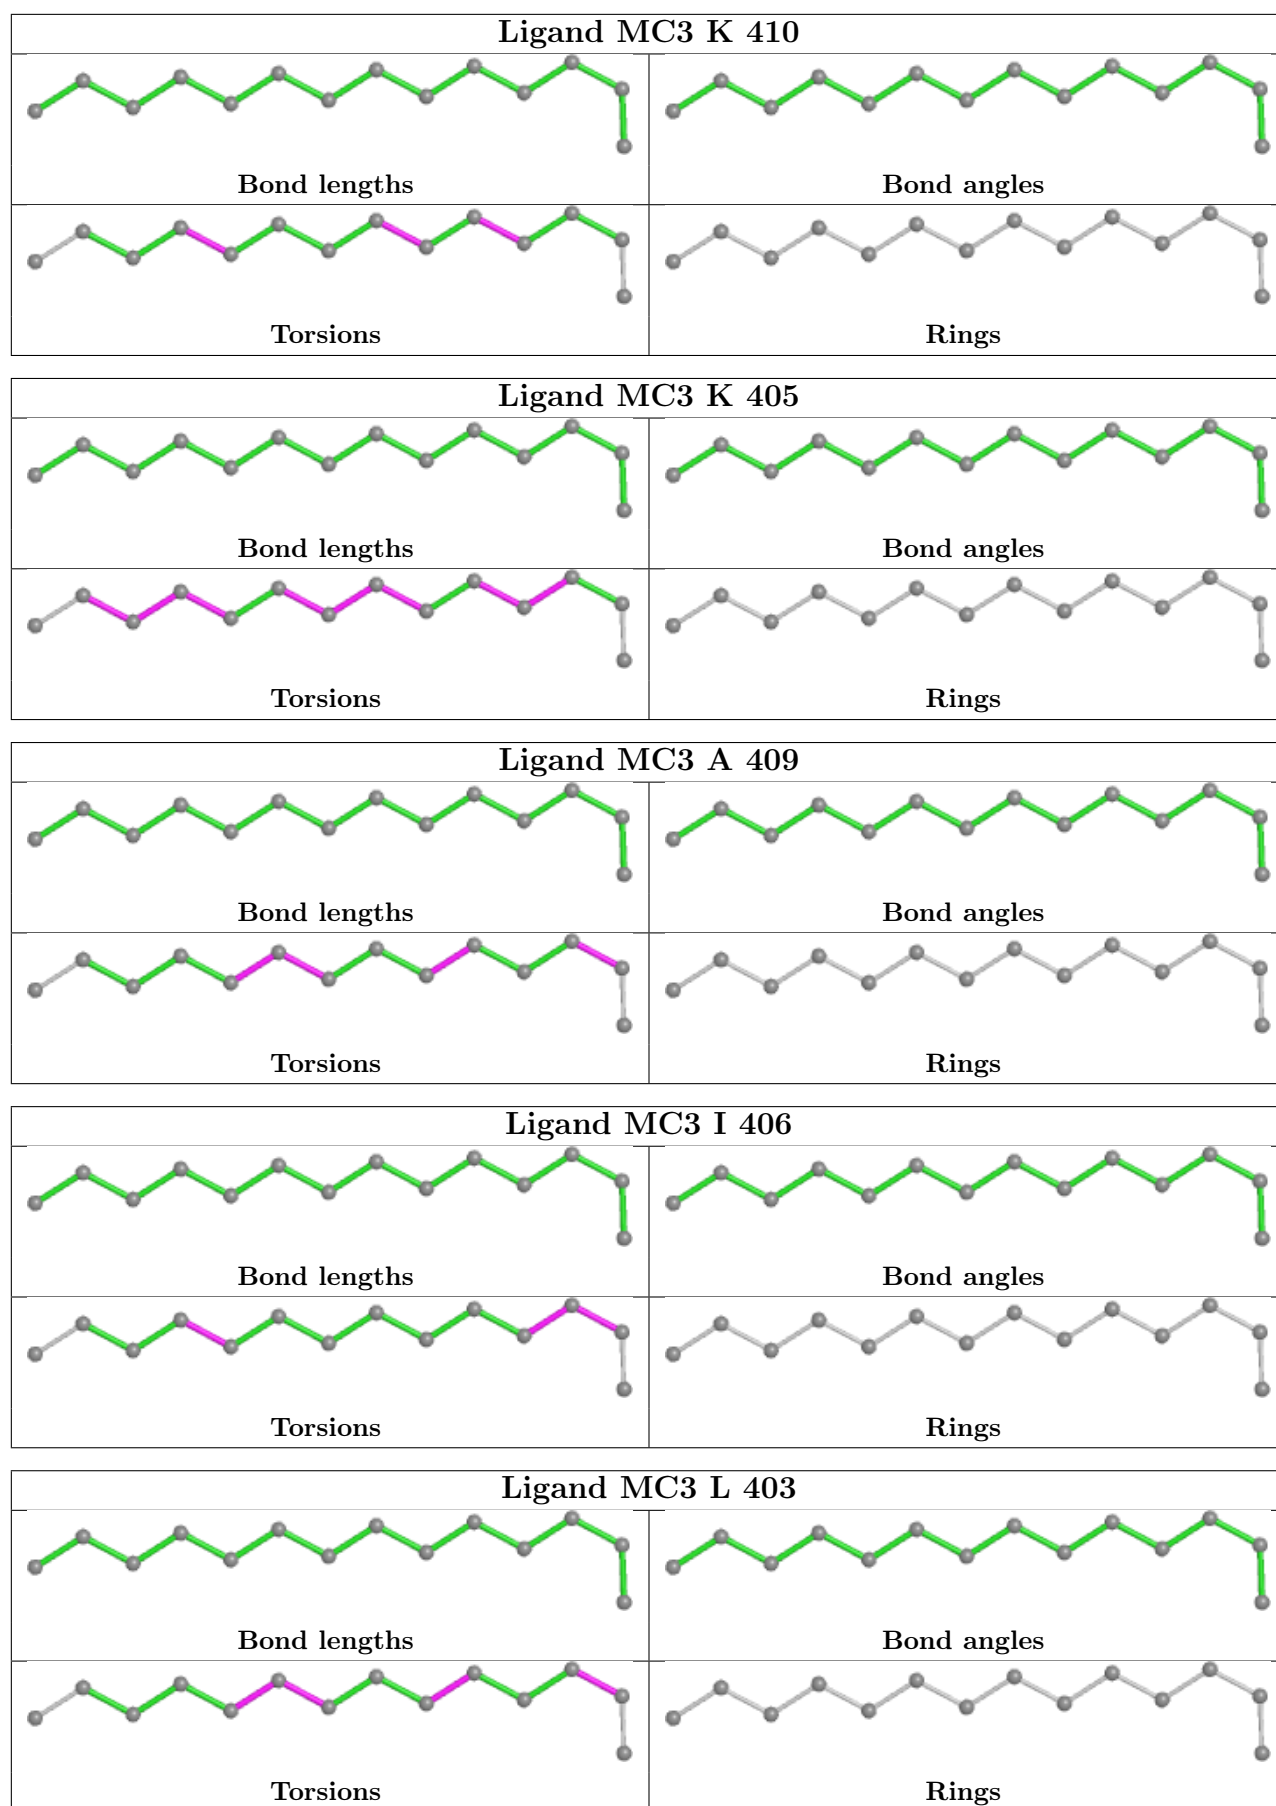 Ligand MC3 K 410
Bond lengths
Bond angles
Torsions
Rings
Ligand MC3 K 405
Bond lengths
Bond angles
Torsions
Rings
Ligand MC3 A 409
Bond lengths
Bond angles
Torsions
Rings
Ligand MC3 I 406
Bond lengths
Bond angles
Torsions
Rings
Ligand MC3 L 403
Bond lengths
Bond angles
Torsions
Rings